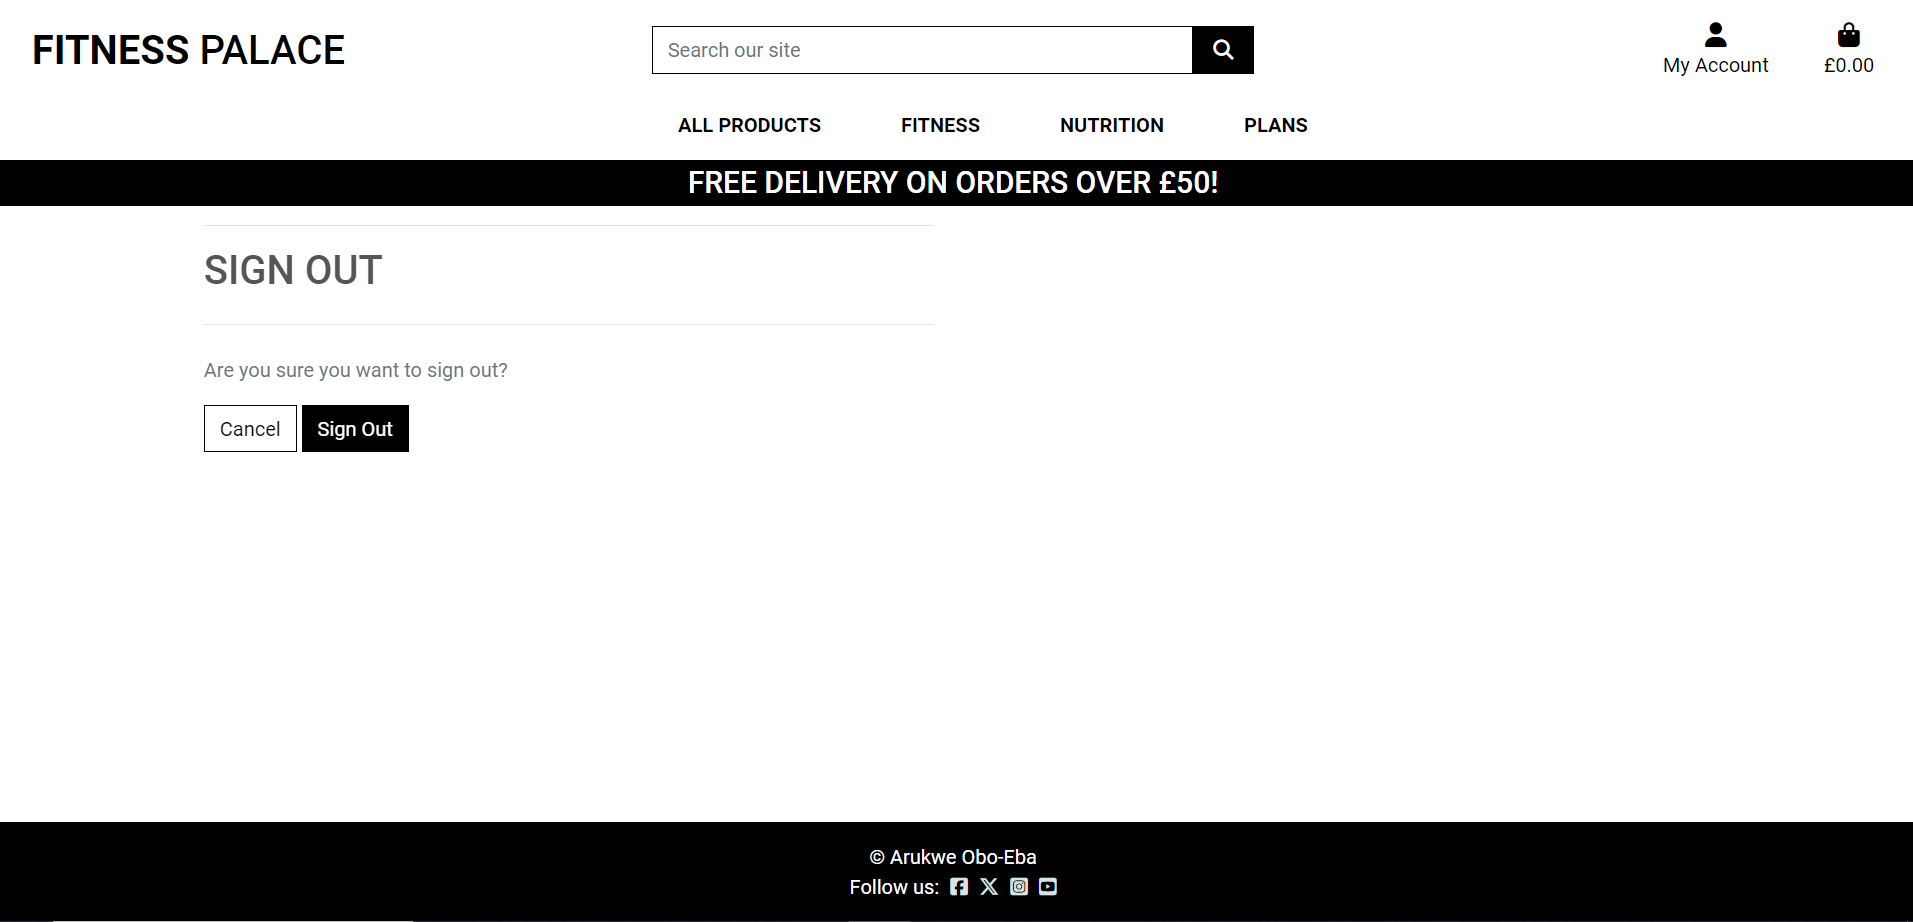 FITNESS PALACE
Search our site
My Account
£0.00
ALL PRODUCTS
FITNESS
NUTRITION
PLANS
FREE DELIVERY ON ORDERS OVER £50!
SIGN OUT
Are you sure you want to sign out?
Cancel
Sign Out
© Arukwe Obo-Eba
Follow us: